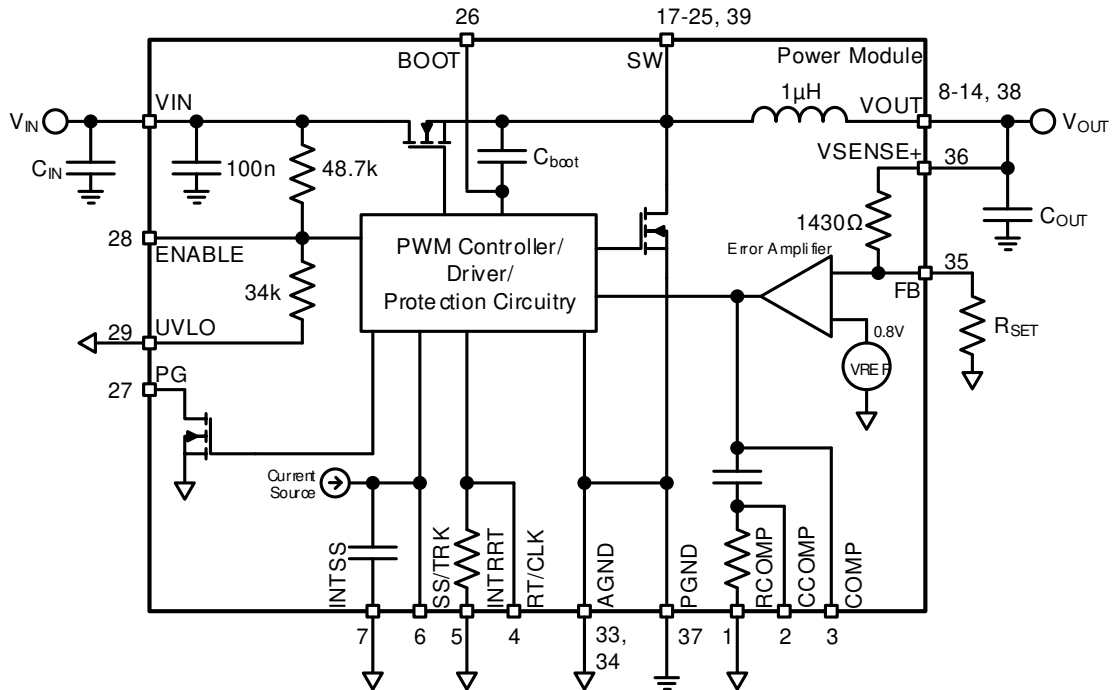 26
17-25, 39
BOOT
SW
Power Module
VIN
1µH
VOUT
8-14, 38
VIN
VOUT
CIN
100n
48.7k
Cboot
VSENSE+
36
1430Ω
COUT
28
ENABLE
PWM Controller/
Driver/
Protection Circuitry
Error Amplifier
35
FB
34k
0.8V
RSET
29
UVLO
VREF
27
PG
Current
Source
INTSS
SS/TRK
INTRRT
RT/CLK
AGND
PGND
RCOMP
CCOMP
COMP
7
6
5
4
33,
34
37
1
2
3